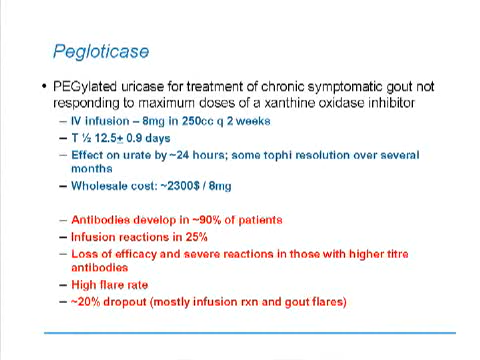 Pegloticase
• PEGylated uricase for treatment of chronic symptomatic gout not
responding to maximum doses of a xanthine oxidase inhibitor
– IV infusion – 8mg in 250cc q 2 weeks
– T ½ 12.5± 0.9 days
– Effect on urate by ~24 hours; some tophi resolution over several
months
– Wholesale cost: ~2300$ / 8mg
– Antibodies develop in ~90% of patients
– Infusion reactions in 25%
– Loss of efficacy and severe reactions in those with higher titre
antibodies
– High flare rate
– ~20% dropout (mostly infusion rxn and gout flares)